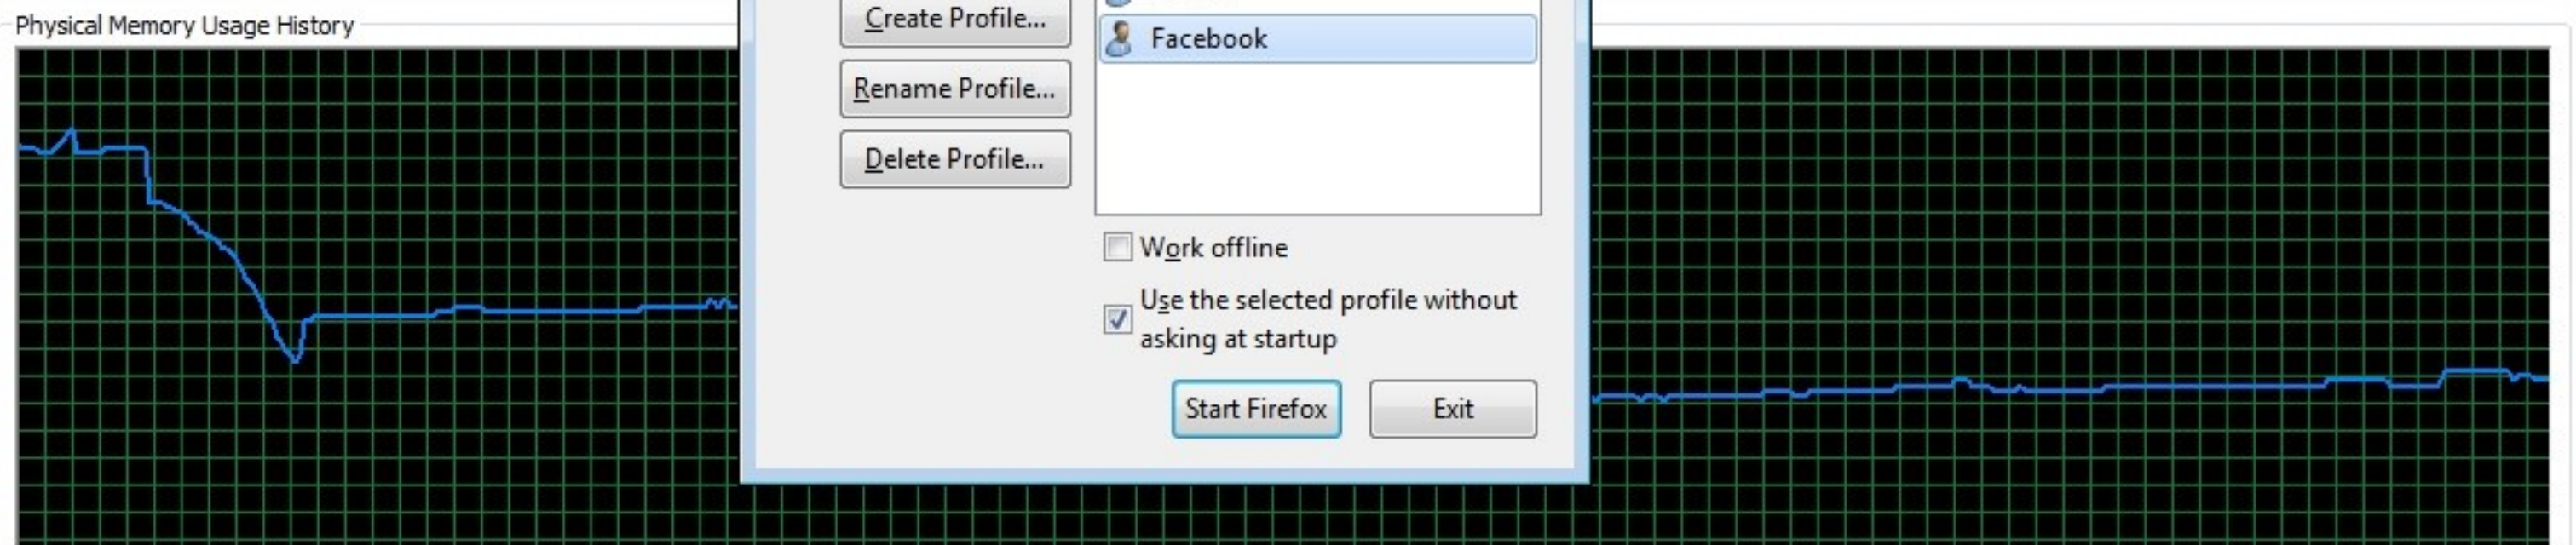 Physical Memory Usage History
Create Profile...
Facebook
Rename Profile...
Delete Profile...
Work offline
Use the selected profile without
asking at startup
Start Firefox
Exit